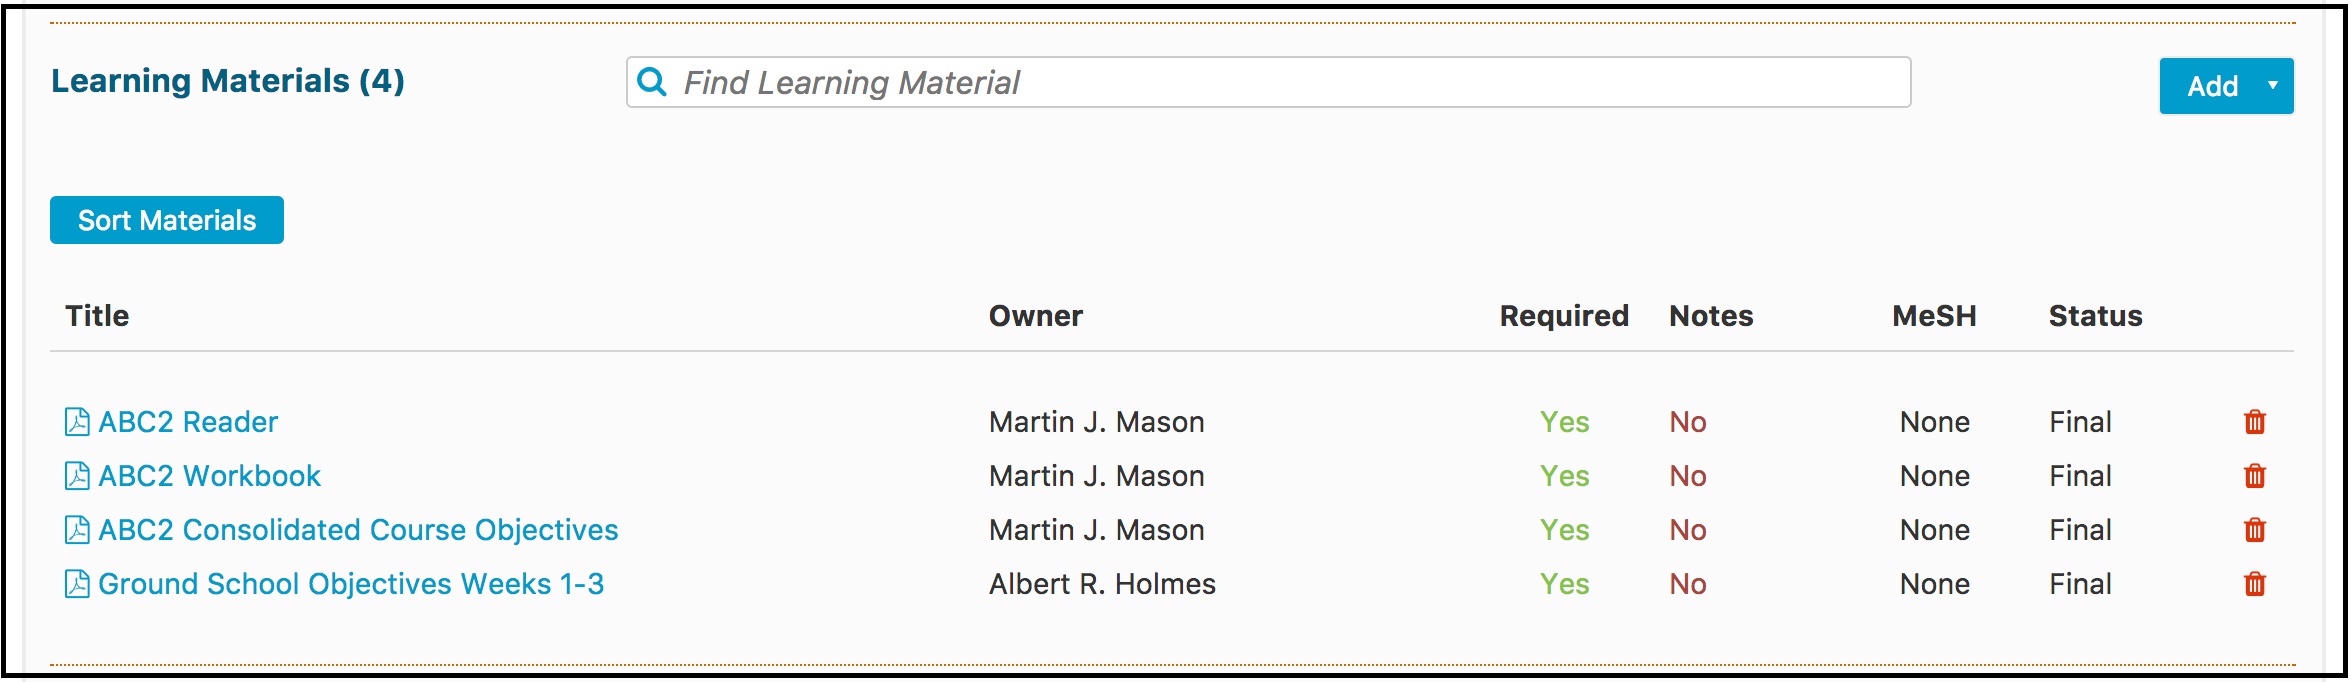 Learning Materials (4)
Find Learning Material
Add
Sort Materials
Title Owner Required Notes MeSH Status
ABC2 Reader Martin J. Mason Yes No None Final
ABC2 Workbook Martin J. Mason Yes No None Final
ABC2 Consolidated Course Objectives Martin J. Mason Yes No None Final
Ground School Objectives Weeks 1-3 Albert R. Holmes Yes No None Final